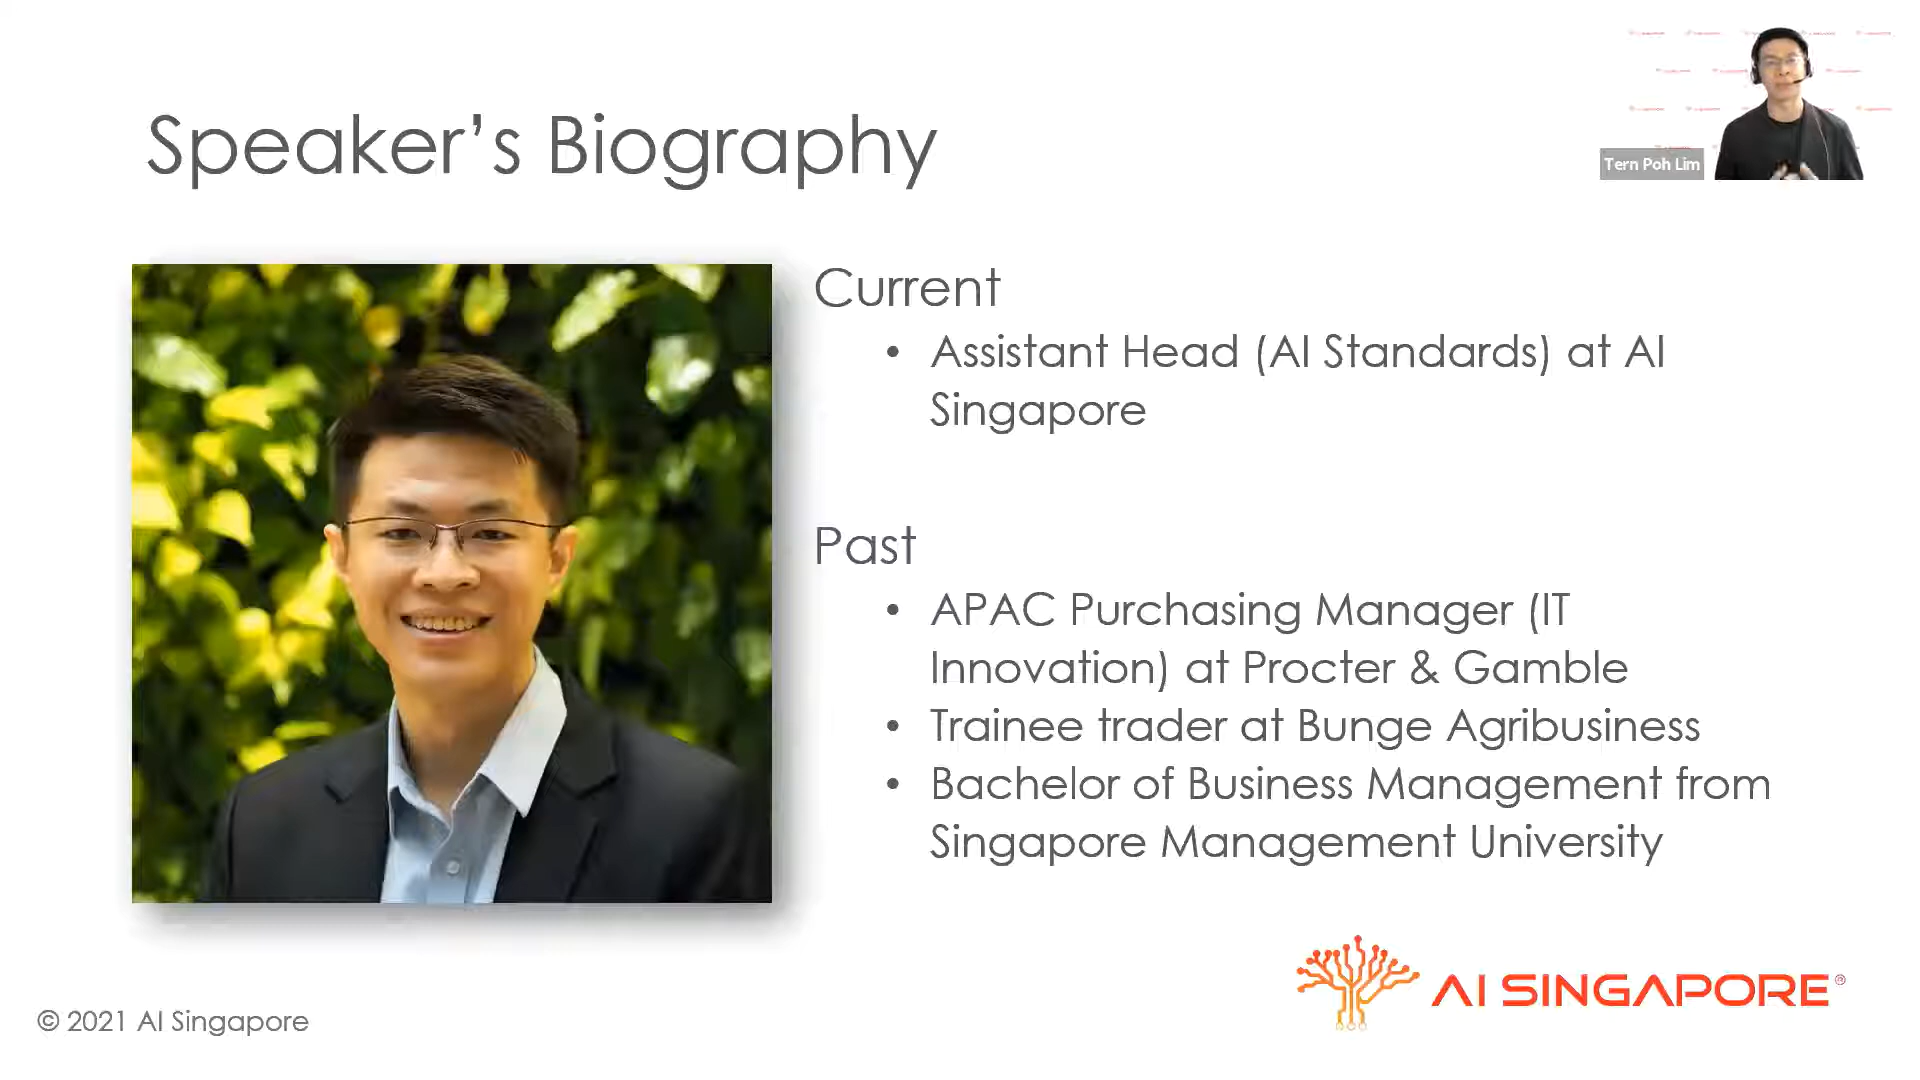 Speaker's Biography
Tern Poh Lim
Current
• Assistant Head (AI Standards) at AI
Singapore
Past
• APAC Purchasing Manager (IT
Innovation) at Procter & Gamble
• Trainee trader at Bunge Agribusiness
• Bachelor of Business Management from
Singapore Management University
AI SINGAPORE®
© 2021 AI Singapore